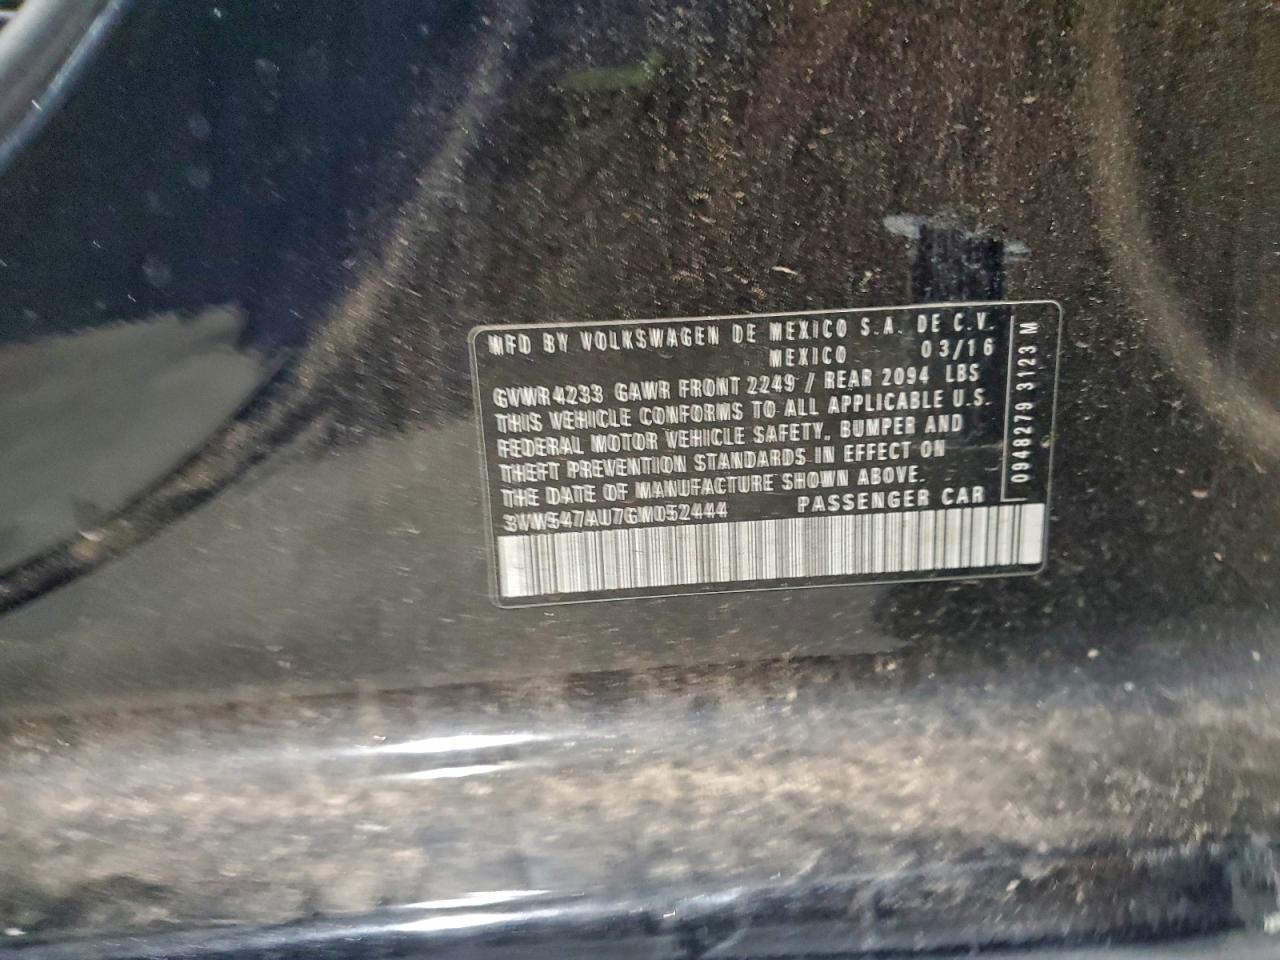 MFD BY VOLKSWAGEN DE MEXICO S.A. DE C.V.
MEXICO 03/16
GVWR 4233 GAWR FRONT 2249 / REAR 2094 LBS
THIS VEHICLE CONFORMS TO ALL APPLICABLE U.S.
FEDERAL MOTOR VEHICLE SAFETY, BUMPER AND
THEFT PREVENTION STANDARDS IN EFFECT ON
THE DATE OF MANUFACTURE SHOWN ABOVE.
3VW547AU7GM052444 PASSENGER CAR
0948279 3123 M